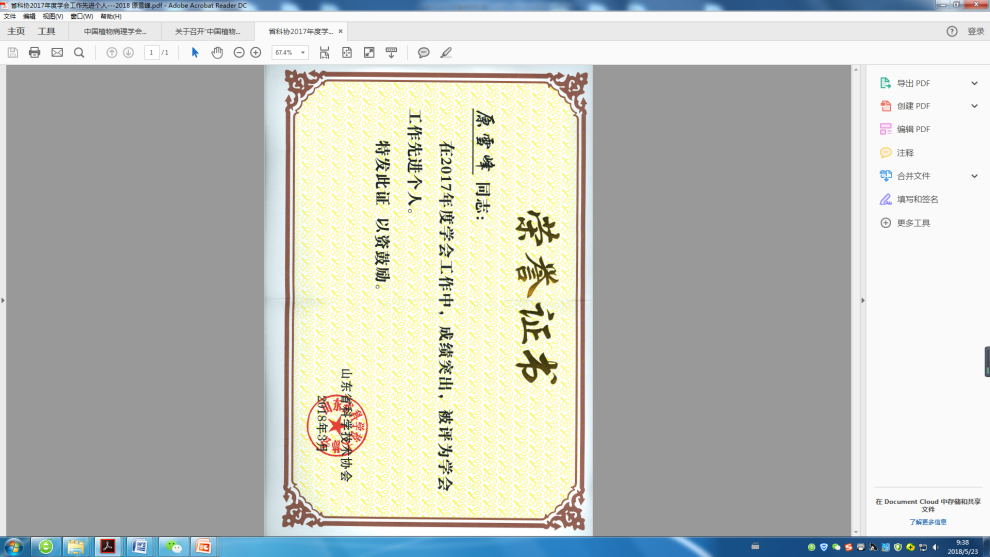 省科协2017年度学会工作先进个人---2018 原雪峰.pdf - Adobe Acrobat Reader DC
文件 编辑 视图(V) 窗口(W) 帮助(H)
主页 工具 中国植物病理学会... 关于召开“中国植物... 省科协2017年度学... × 登录
1 / 1 67.4%
荣誉证书
原雪峰 同志：
在2017年度学会工作中，成绩突出，被评为学会
工作先进个人。
特发此证 以资鼓励。
山东省科学技术协会
2018年3月
导出 PDF
创建 PDF
编辑 PDF
注释
合并文件
填写和签名
更多工具
在 Document Cloud 中存储和共享
文件
了解更多信息
9:38
2018/5/23